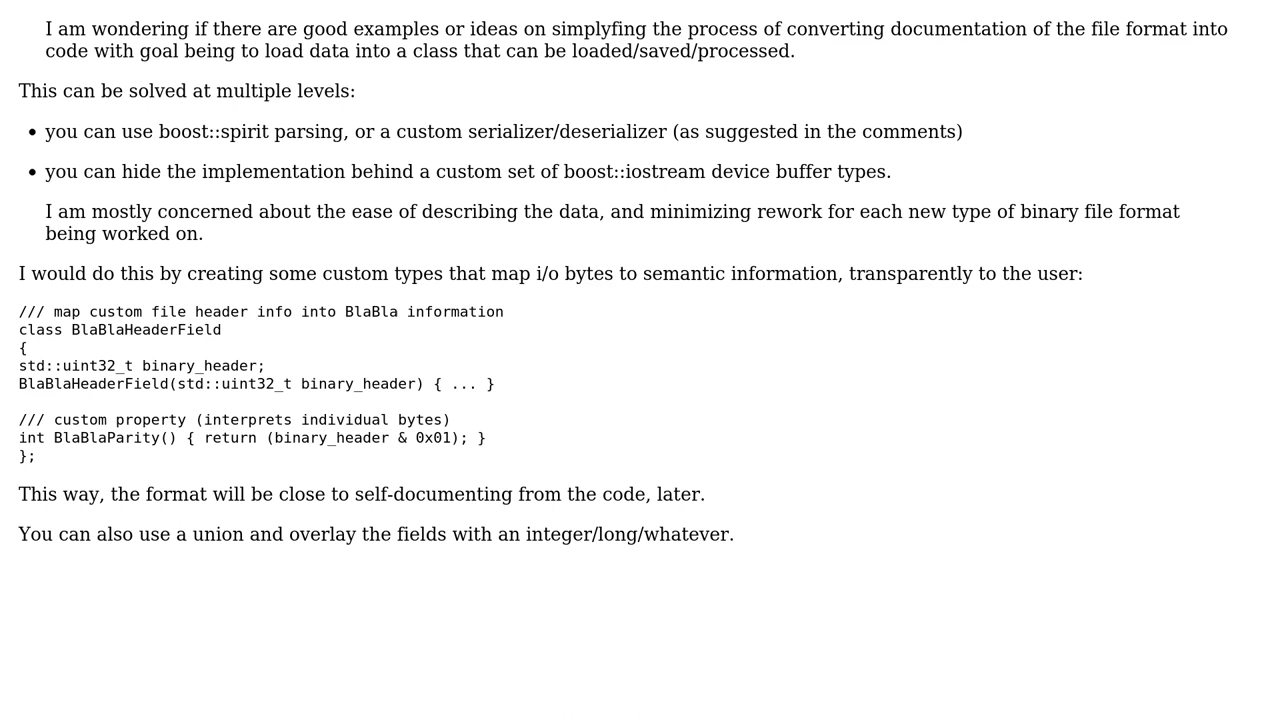 I am wondering if there are good examples or ideas on simplyfing the process of converting documentation of the file format into
code with goal being to load data into a class that can be loaded/saved/processed.
This can be solved at multiple levels:
• you can use boost::spirit parsing, or a custom serializer/deserializer (as suggested in the comments)
• you can hide the implementation behind a custom set of boost::iostream device buffer types.
I am mostly concerned about the ease of describing the data, and minimizing rework for each new type of binary file format
being worked on.
I would do this by creating some custom types that map i/o bytes to semantic information, transparently to the user:
/// map custom file header info into BlaBla information
class BlaBlaHeaderField
{
std::uint32_t binary_header;
BlaBlaHeaderField(std::uint32_t binary_header) { ... }
/// custom property (interprets individual bytes)
int BlaBlaParity() { return (binary_header & 0x01); }
};
This way, the format will be close to self-documenting from the code, later.
You can also use a union and overlay the fields with an integer/long/whatever.